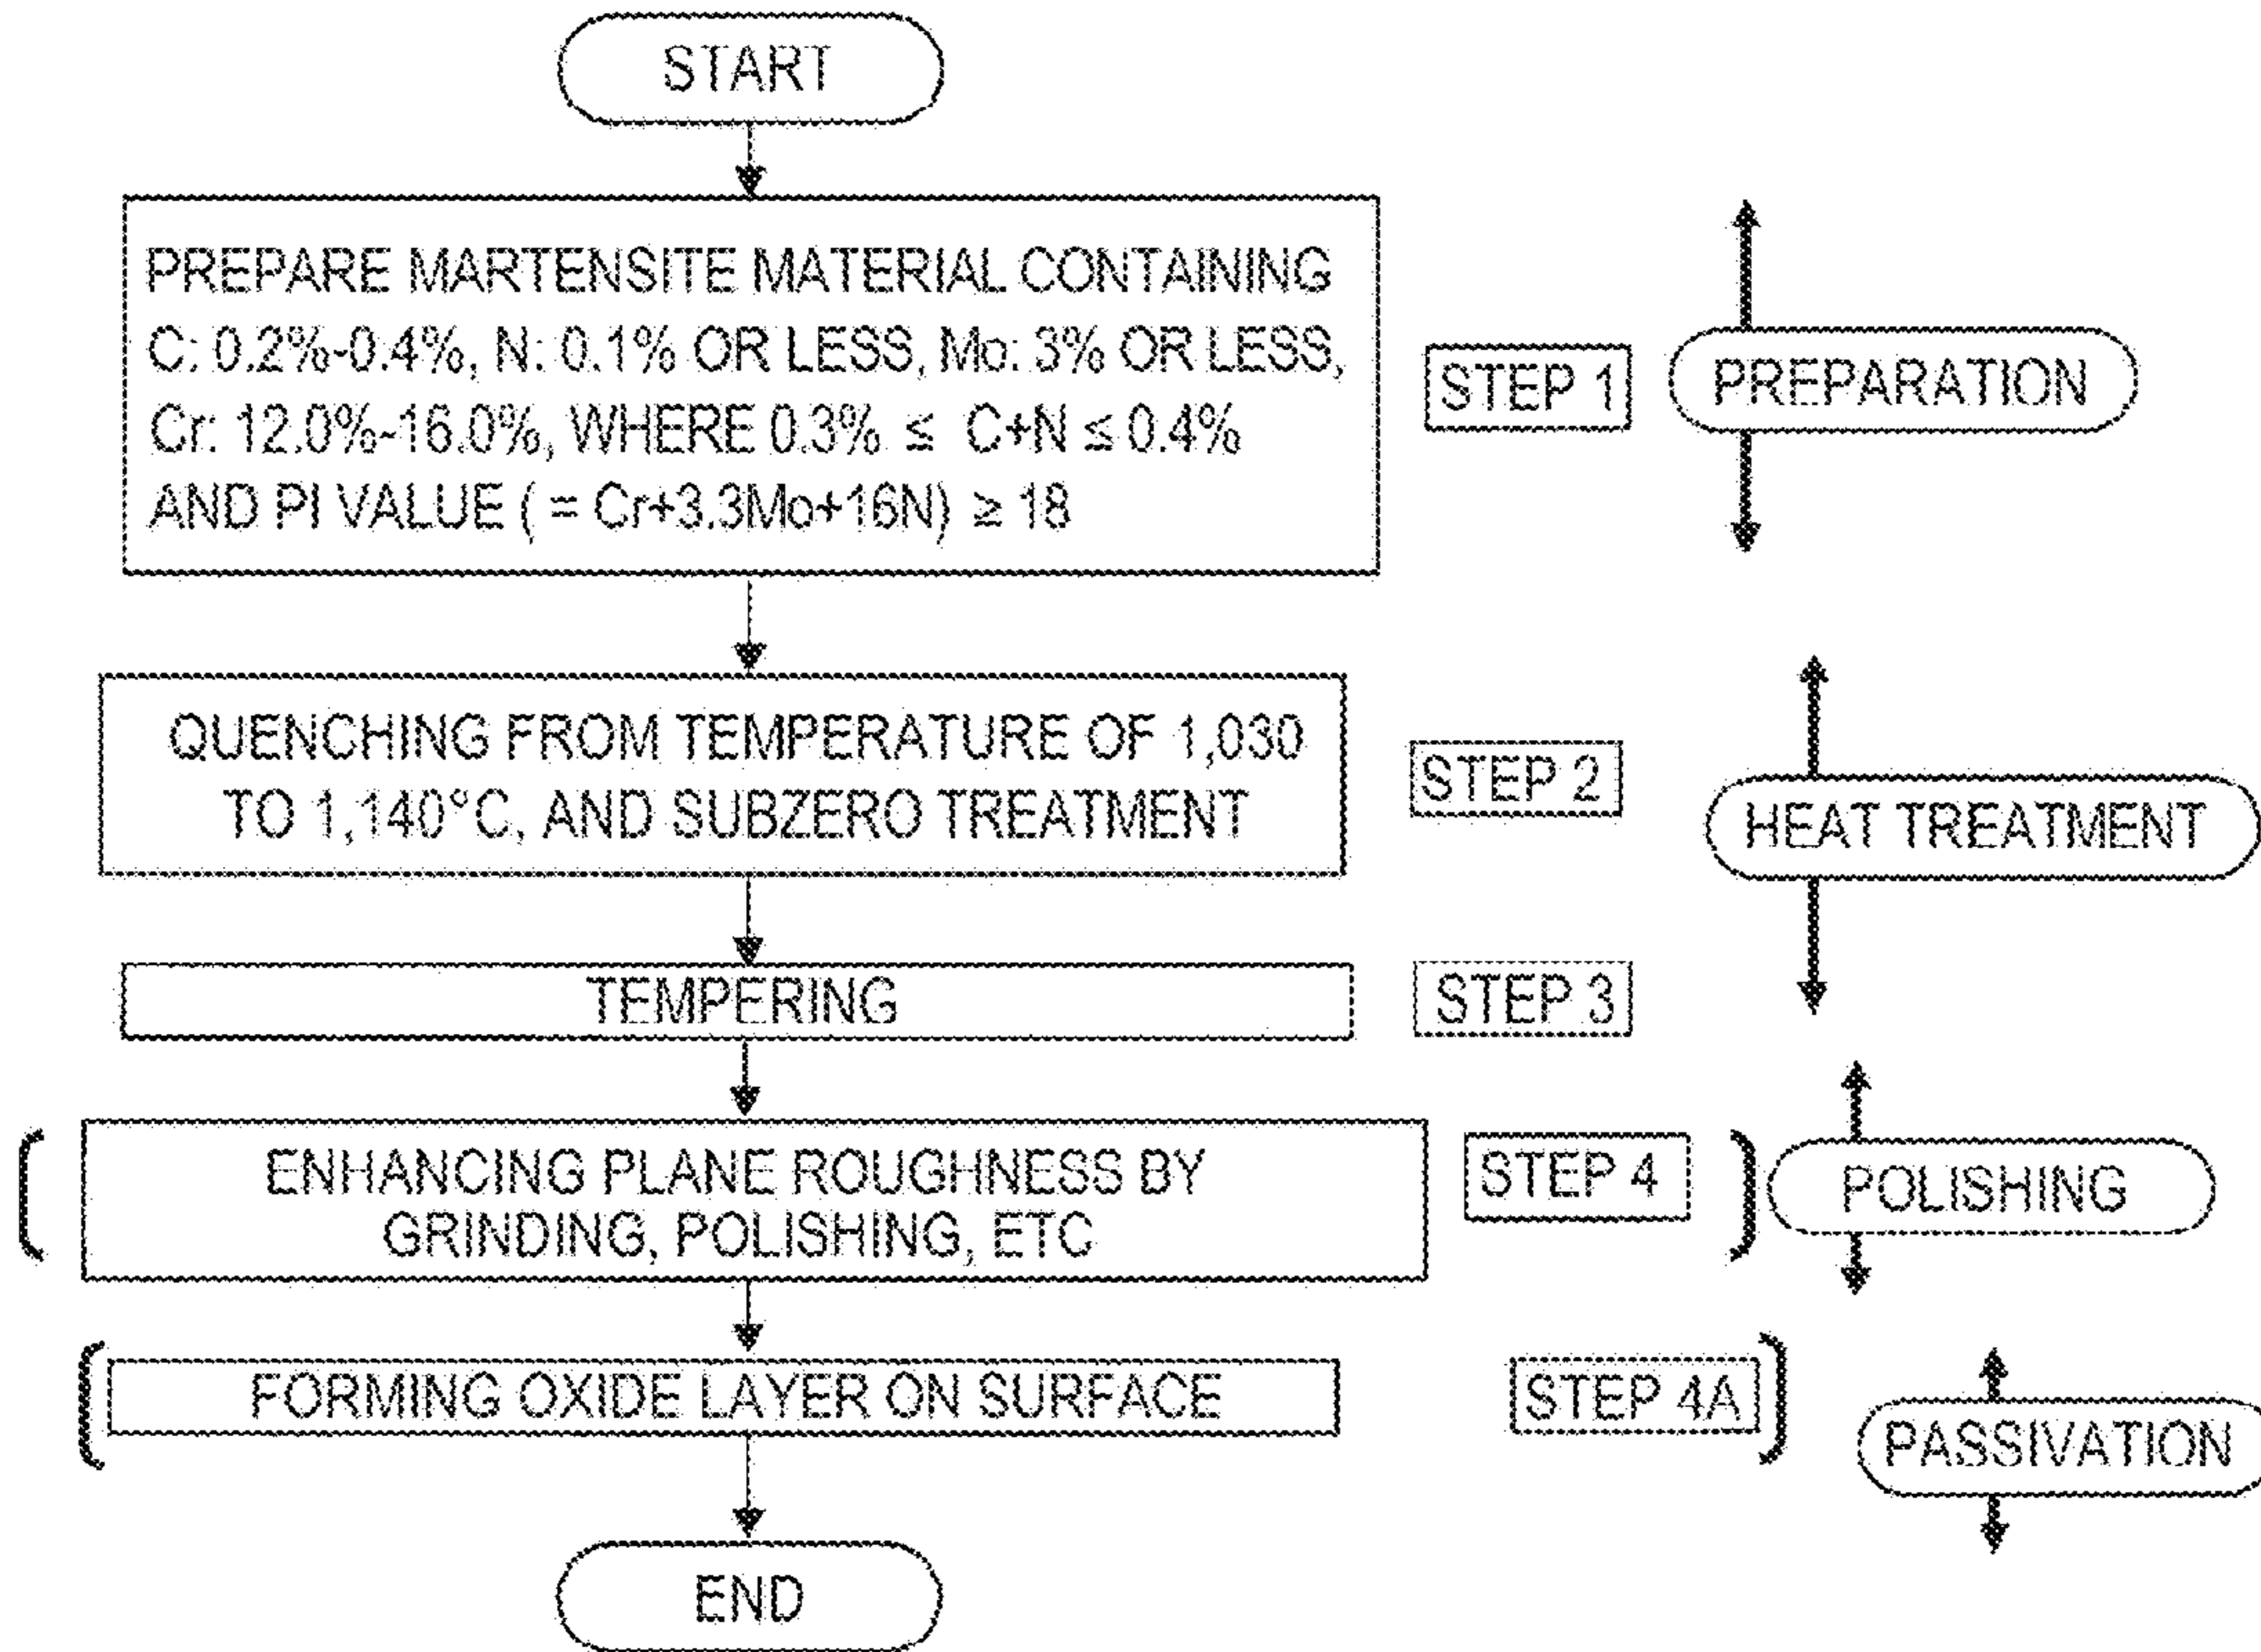 START
PREPARE MARTENSITE MATERIAL CONTAINING
C: 0.2%-0.4%, N: 0.1% OR LESS, Mo: 3% OR LESS,
Cr: 12.0%-16.0%, WHERE 0.3% ≤ C+N ≤ 0.4%
AND PI VALUE ( = Cr+3.3Mo+16N) ≥ 18
STEP 1
PREPARATION
QUENCHING FROM TEMPERATURE OF 1,030
TO 1,140°C, AND SUBZERO TREATMENT
STEP 2
HEAT TREATMENT
TEMPERING
STEP 3
ENHANCING PLANE ROUGHNESS BY
GRINDING, POLISHING, ETC
STEP 4
POLISHING
FORMING OXIDE LAYER ON SURFACE
STEP 4A
PASSIVATION
END